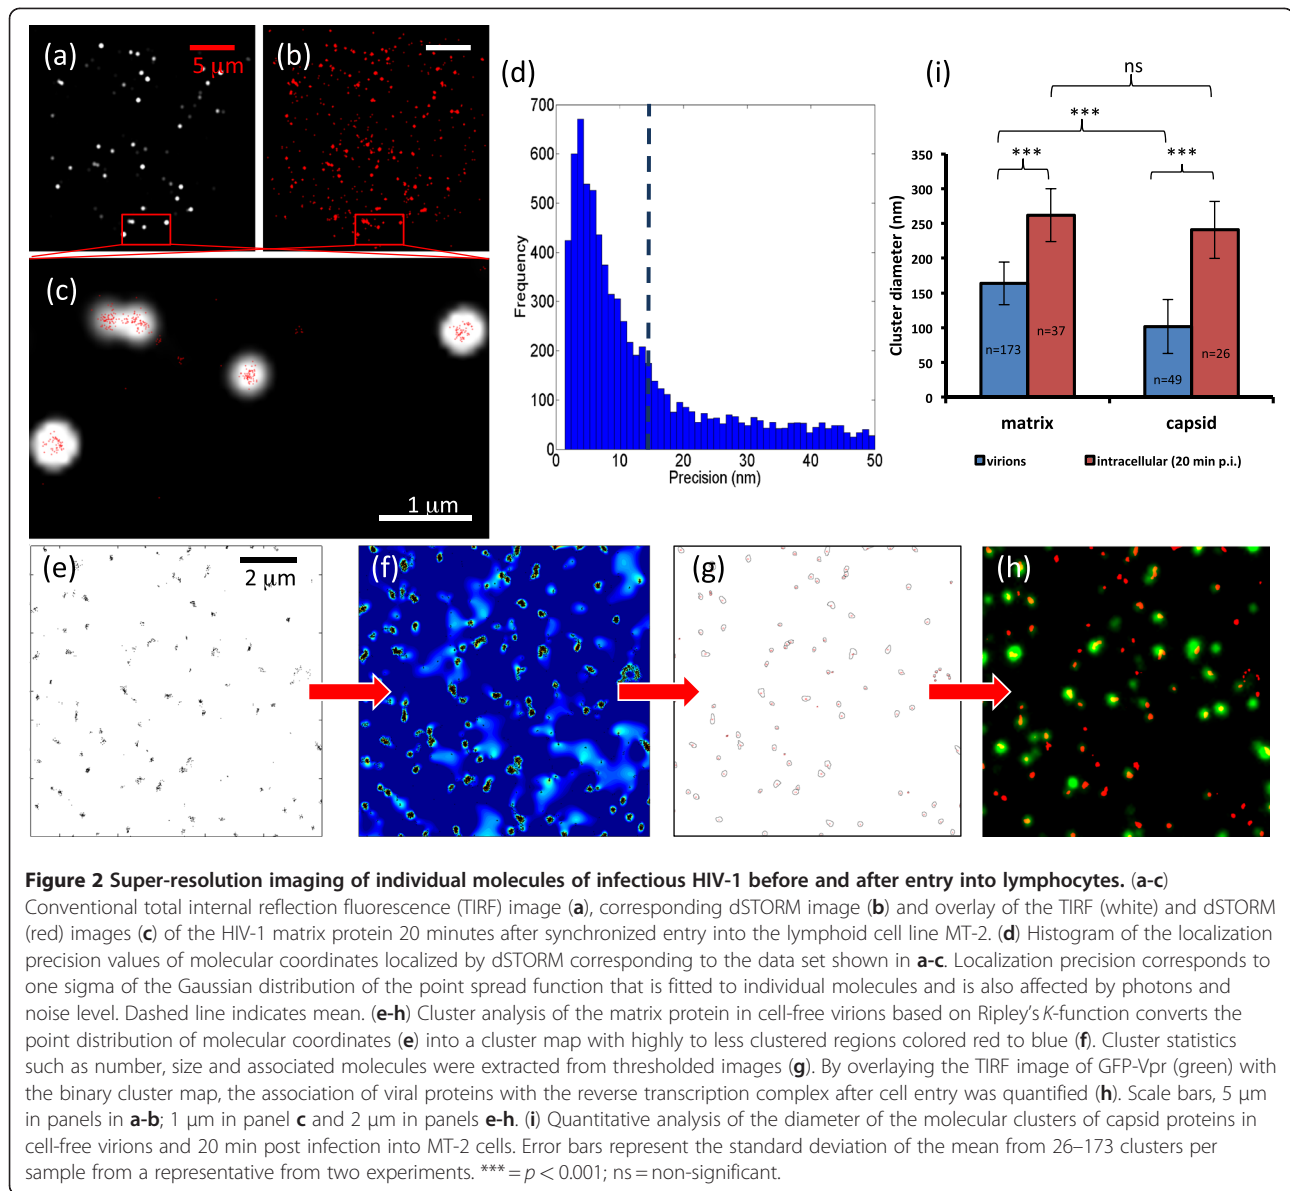 (a)
5 μm
(b)
(c)
1 μm
(d)
700
600
500
400
300
200
100
0
Frequency
0 10 20 30 40 50
Precision (nm)
(i)
ns
***
*** ***
350
300
250
200
150
100
50
0
Cluster diameter (nm)
n=173
n=37
n=49
n=26
matrix capsid
virions intracellular (20 min p.i.)
(e)
2 μm
(f)
(g)
(h)
Figure 2 Super-resolution imaging of individual molecules of infectious HIV-1 before and after entry into lymphocytes. (a-c)
Conventional total internal reflection fluorescence (TIRF) image (a), corresponding dSTORM image (b) and overlay of the TIRF (white) and dSTORM
(red) images (c) of the HIV-1 matrix protein 20 minutes after synchronized entry into the lymphoid cell line MT-2. (d) Histogram of the localization
precision values of molecular coordinates localized by dSTORM corresponding to the data set shown in a-c. Localization precision corresponds to
one sigma of the Gaussian distribution of the point spread function that is fitted to individual molecules and is also affected by photons and
noise level. Dashed line indicates mean. (e-h) Cluster analysis of the matrix protein in cell-free virions based on Ripley's K-function converts the
point distribution of molecular coordinates (e) into a cluster map with highly to less clustered regions colored red to blue (f). Cluster statistics
such as number, size and associated molecules were extracted from thresholded images (g). By overlaying the TIRF image of GFP-Vpr (green) with
the binary cluster map, the association of viral proteins with the reverse transcription complex after cell entry was quantified (h). Scale bars, 5 μm
in panels in a-b; 1 μm in panel c and 2 μm in panels e-h. (i) Quantitative analysis of the diameter of the molecular clusters of capsid proteins in
cell-free virions and 20 min post infection into MT-2 cells. Error bars represent the standard deviation of the mean from 26–173 clusters per
sample from a representative from two experiments. *** = p < 0.001; ns = non-significant.